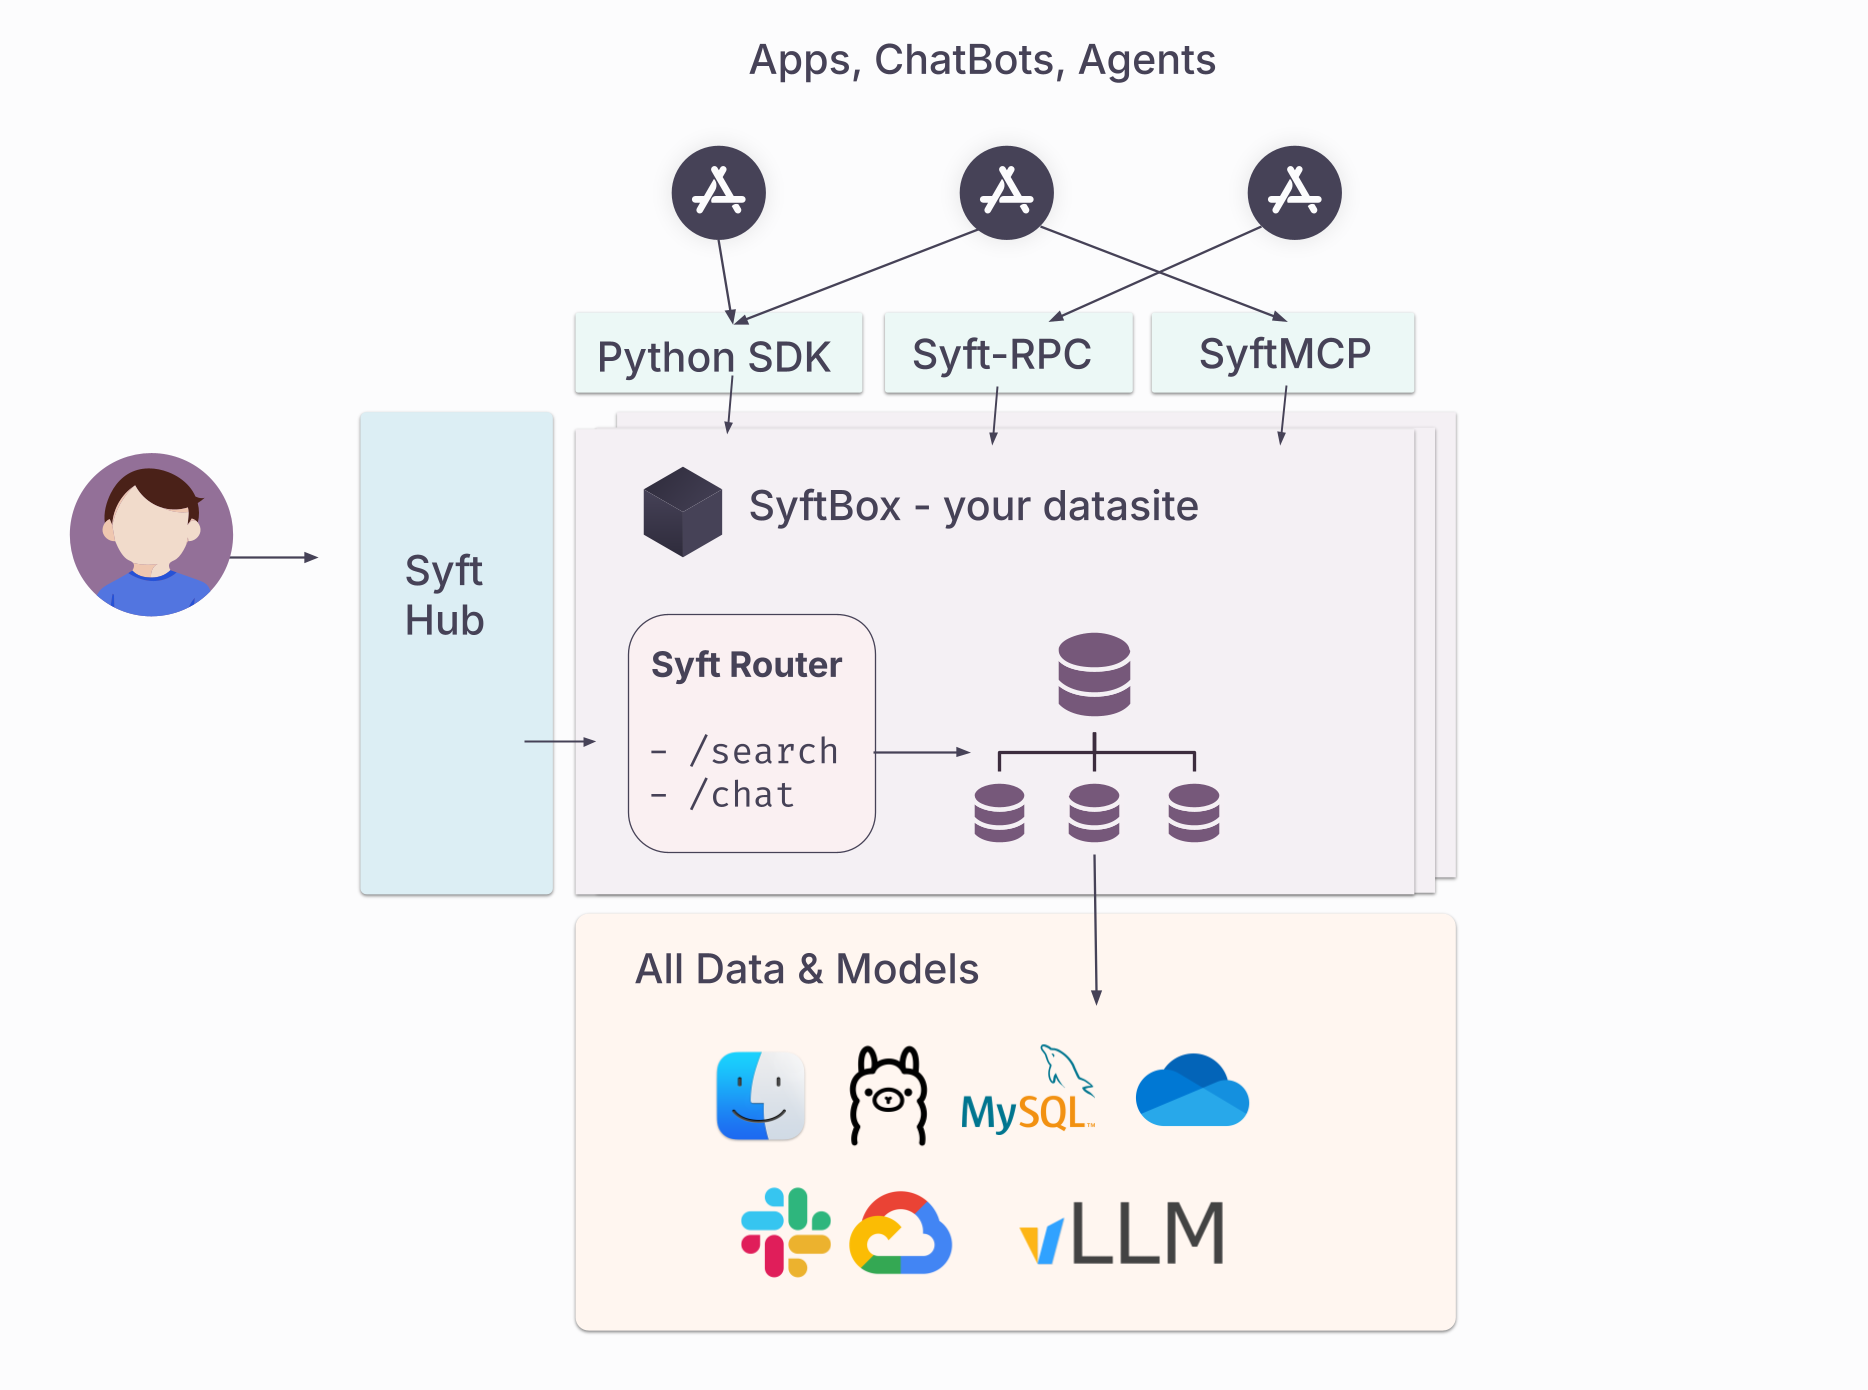 Apps, ChatBots, Agents
Python SDK
Syft-RPC
SyftMCP
Syft
Hub
SyftBox - your datasite
Syft Router
- /search
- /chat
All Data & Models
MySQL™
vLLM